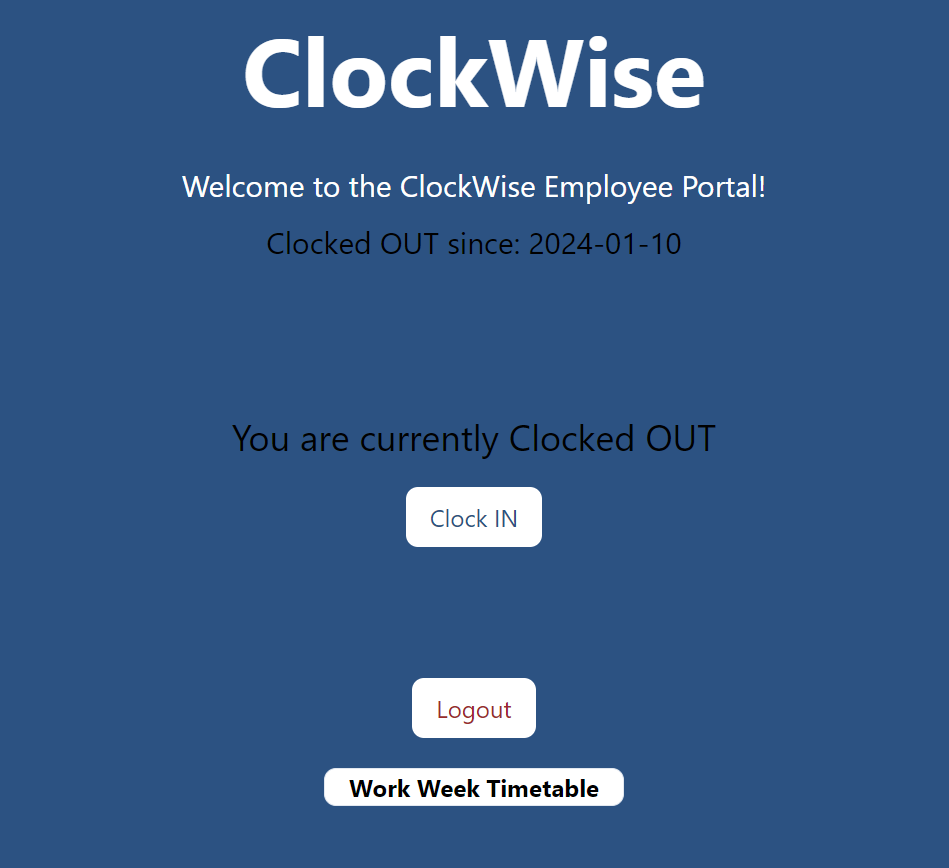 ClockWise
Welcome to the ClockWise Employee Portal!
Clocked OUT since: 2024-01-10
You are currently Clocked OUT
Clock IN
Logout
Work Week Timetable